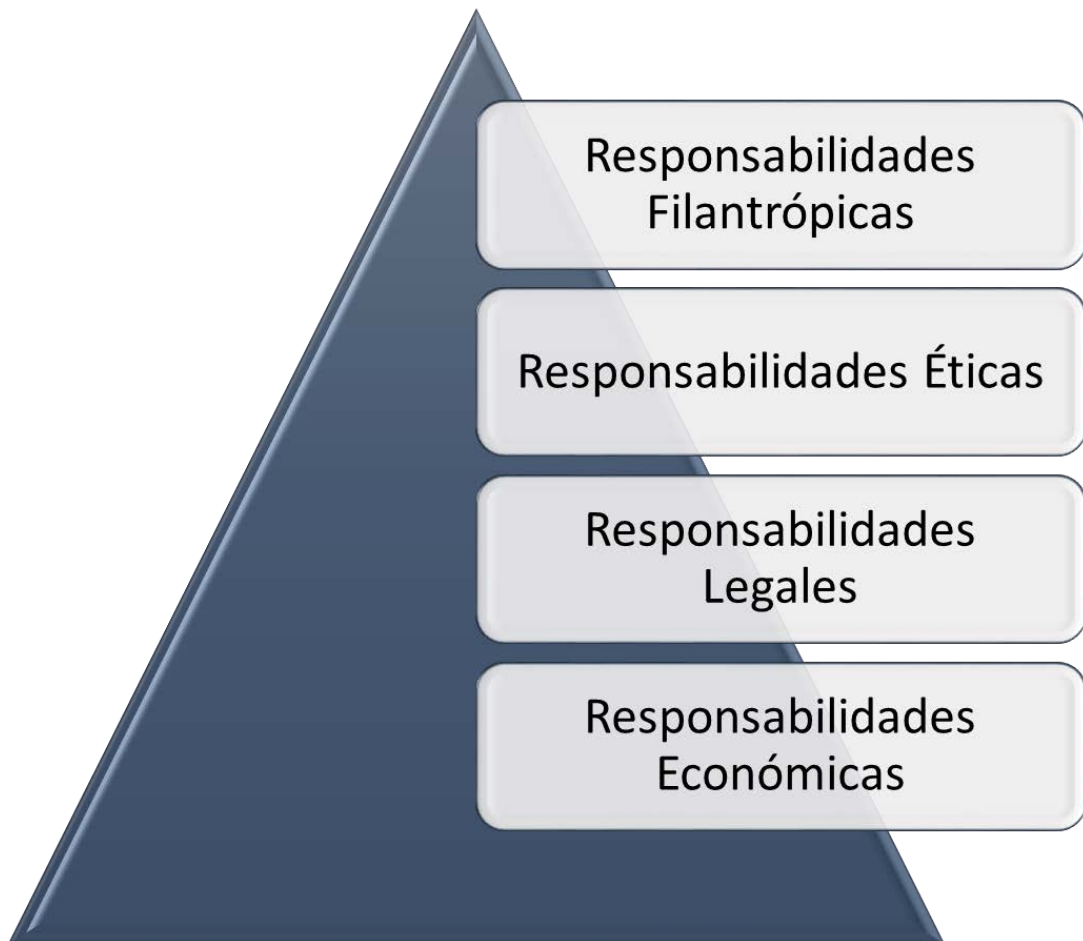 Responsabilidades
Filantrópicas
Responsabilidades Éticas
Responsabilidades
Legales
Responsabilidades
Económicas